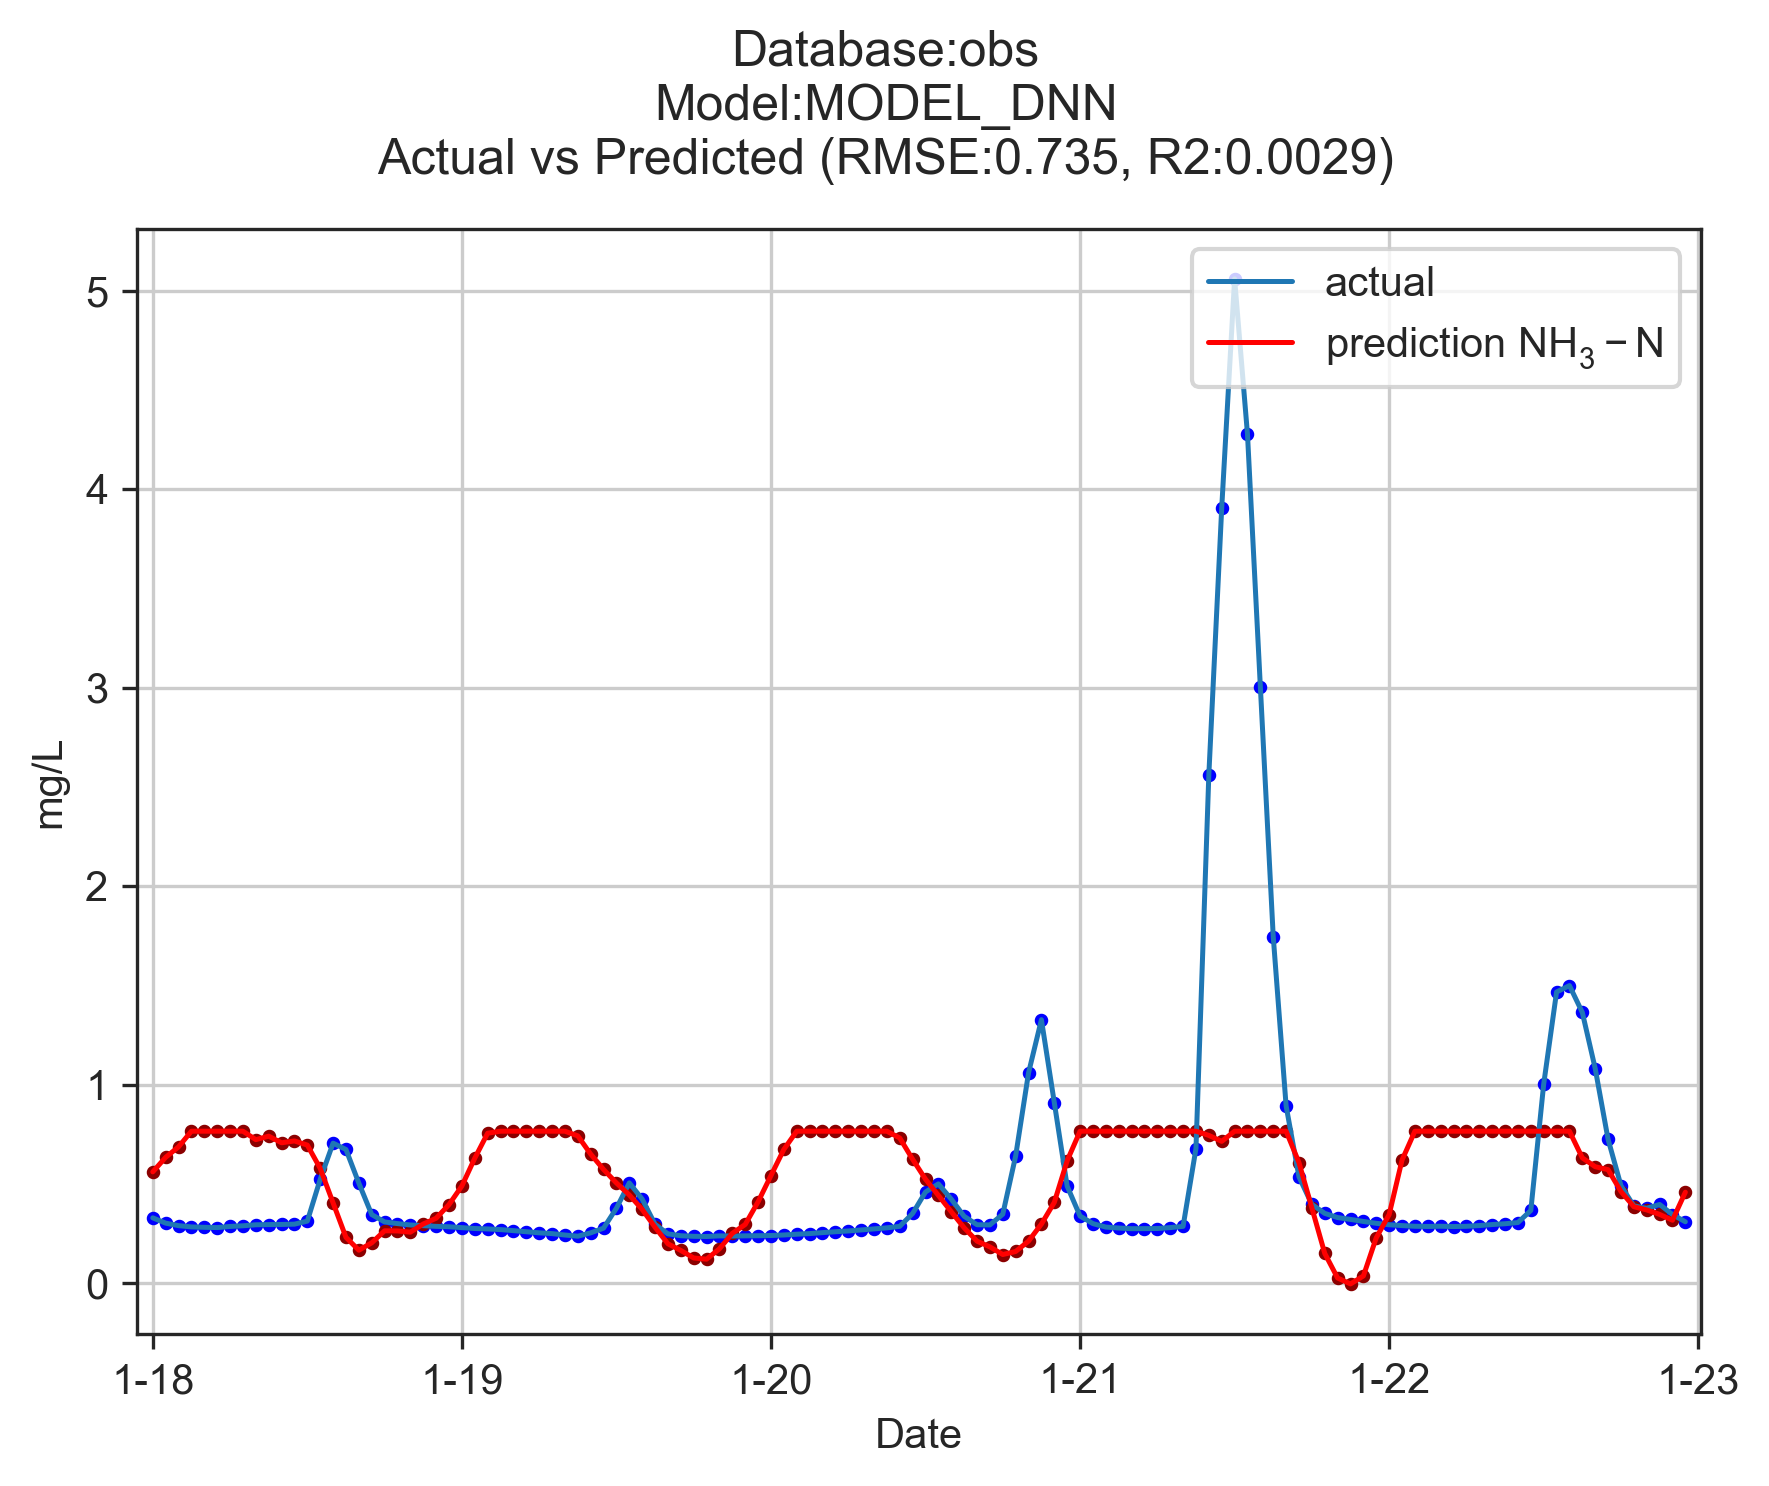 Database:obs
Model:MODEL_DNN
Actual vs Predicted (RMSE:0.735, R2:0.0029)
actual
prediction NH₃ − N
5
4
3
2
1
0
mg/L
1-18 1-19 1-20 1-21 1-22 1-23
Date